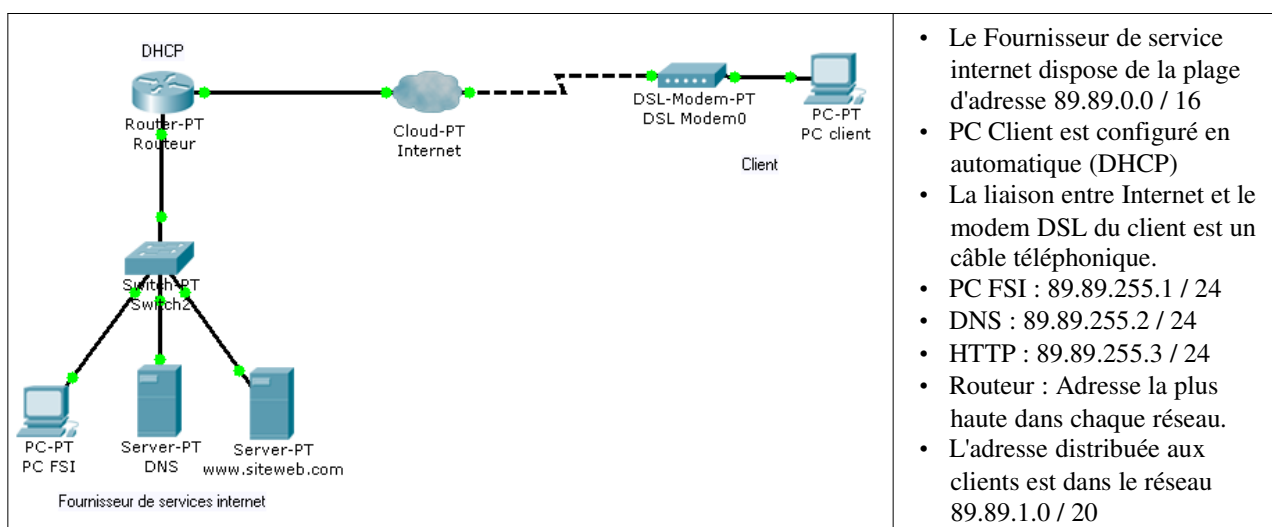 DHCP
Router-PT
Routeur
Cloud-PT
Internet
DSL-Modem-PT
DSL Modem0
PC-PT
PC client
Client
Switch-PT
Switch2
PC-PT
PC FSI
Server-PT
DNS
Server-PT
www.siteweb.com
Fournisseur de services internet
• Le Fournisseur de service
internet dispose de la plage
d'adresse 89.89.0.0 / 16
• PC Client est configuré en
automatique (DHCP)
• La liaison entre Internet et le
modem DSL du client est un
câble téléphonique.
• PC FSI : 89.89.255.1 / 24
• DNS : 89.89.255.2 / 24
• HTTP : 89.89.255.3 / 24
• Routeur : Adresse la plus
haute dans chaque réseau.
• L'adresse distribuée aux
clients est dans le réseau
89.89.1.0 / 20